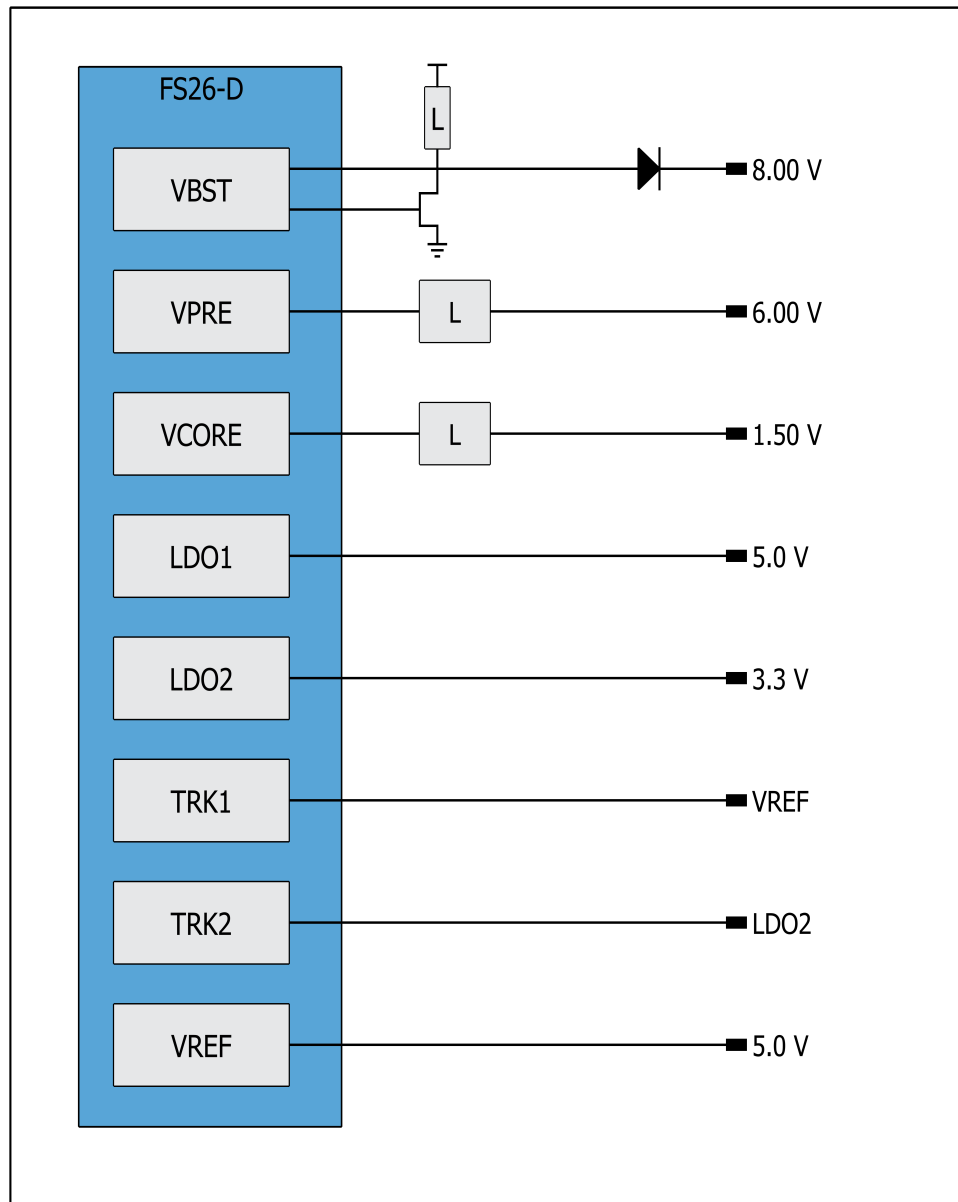 FS26-D
L
VBST
8.00 V
VPRE
L
6.00 V
VCORE
L
1.50 V
LDO1
5.0 V
LDO2
3.3 V
TRK1
VREF
TRK2
LDO2
VREF
5.0 V